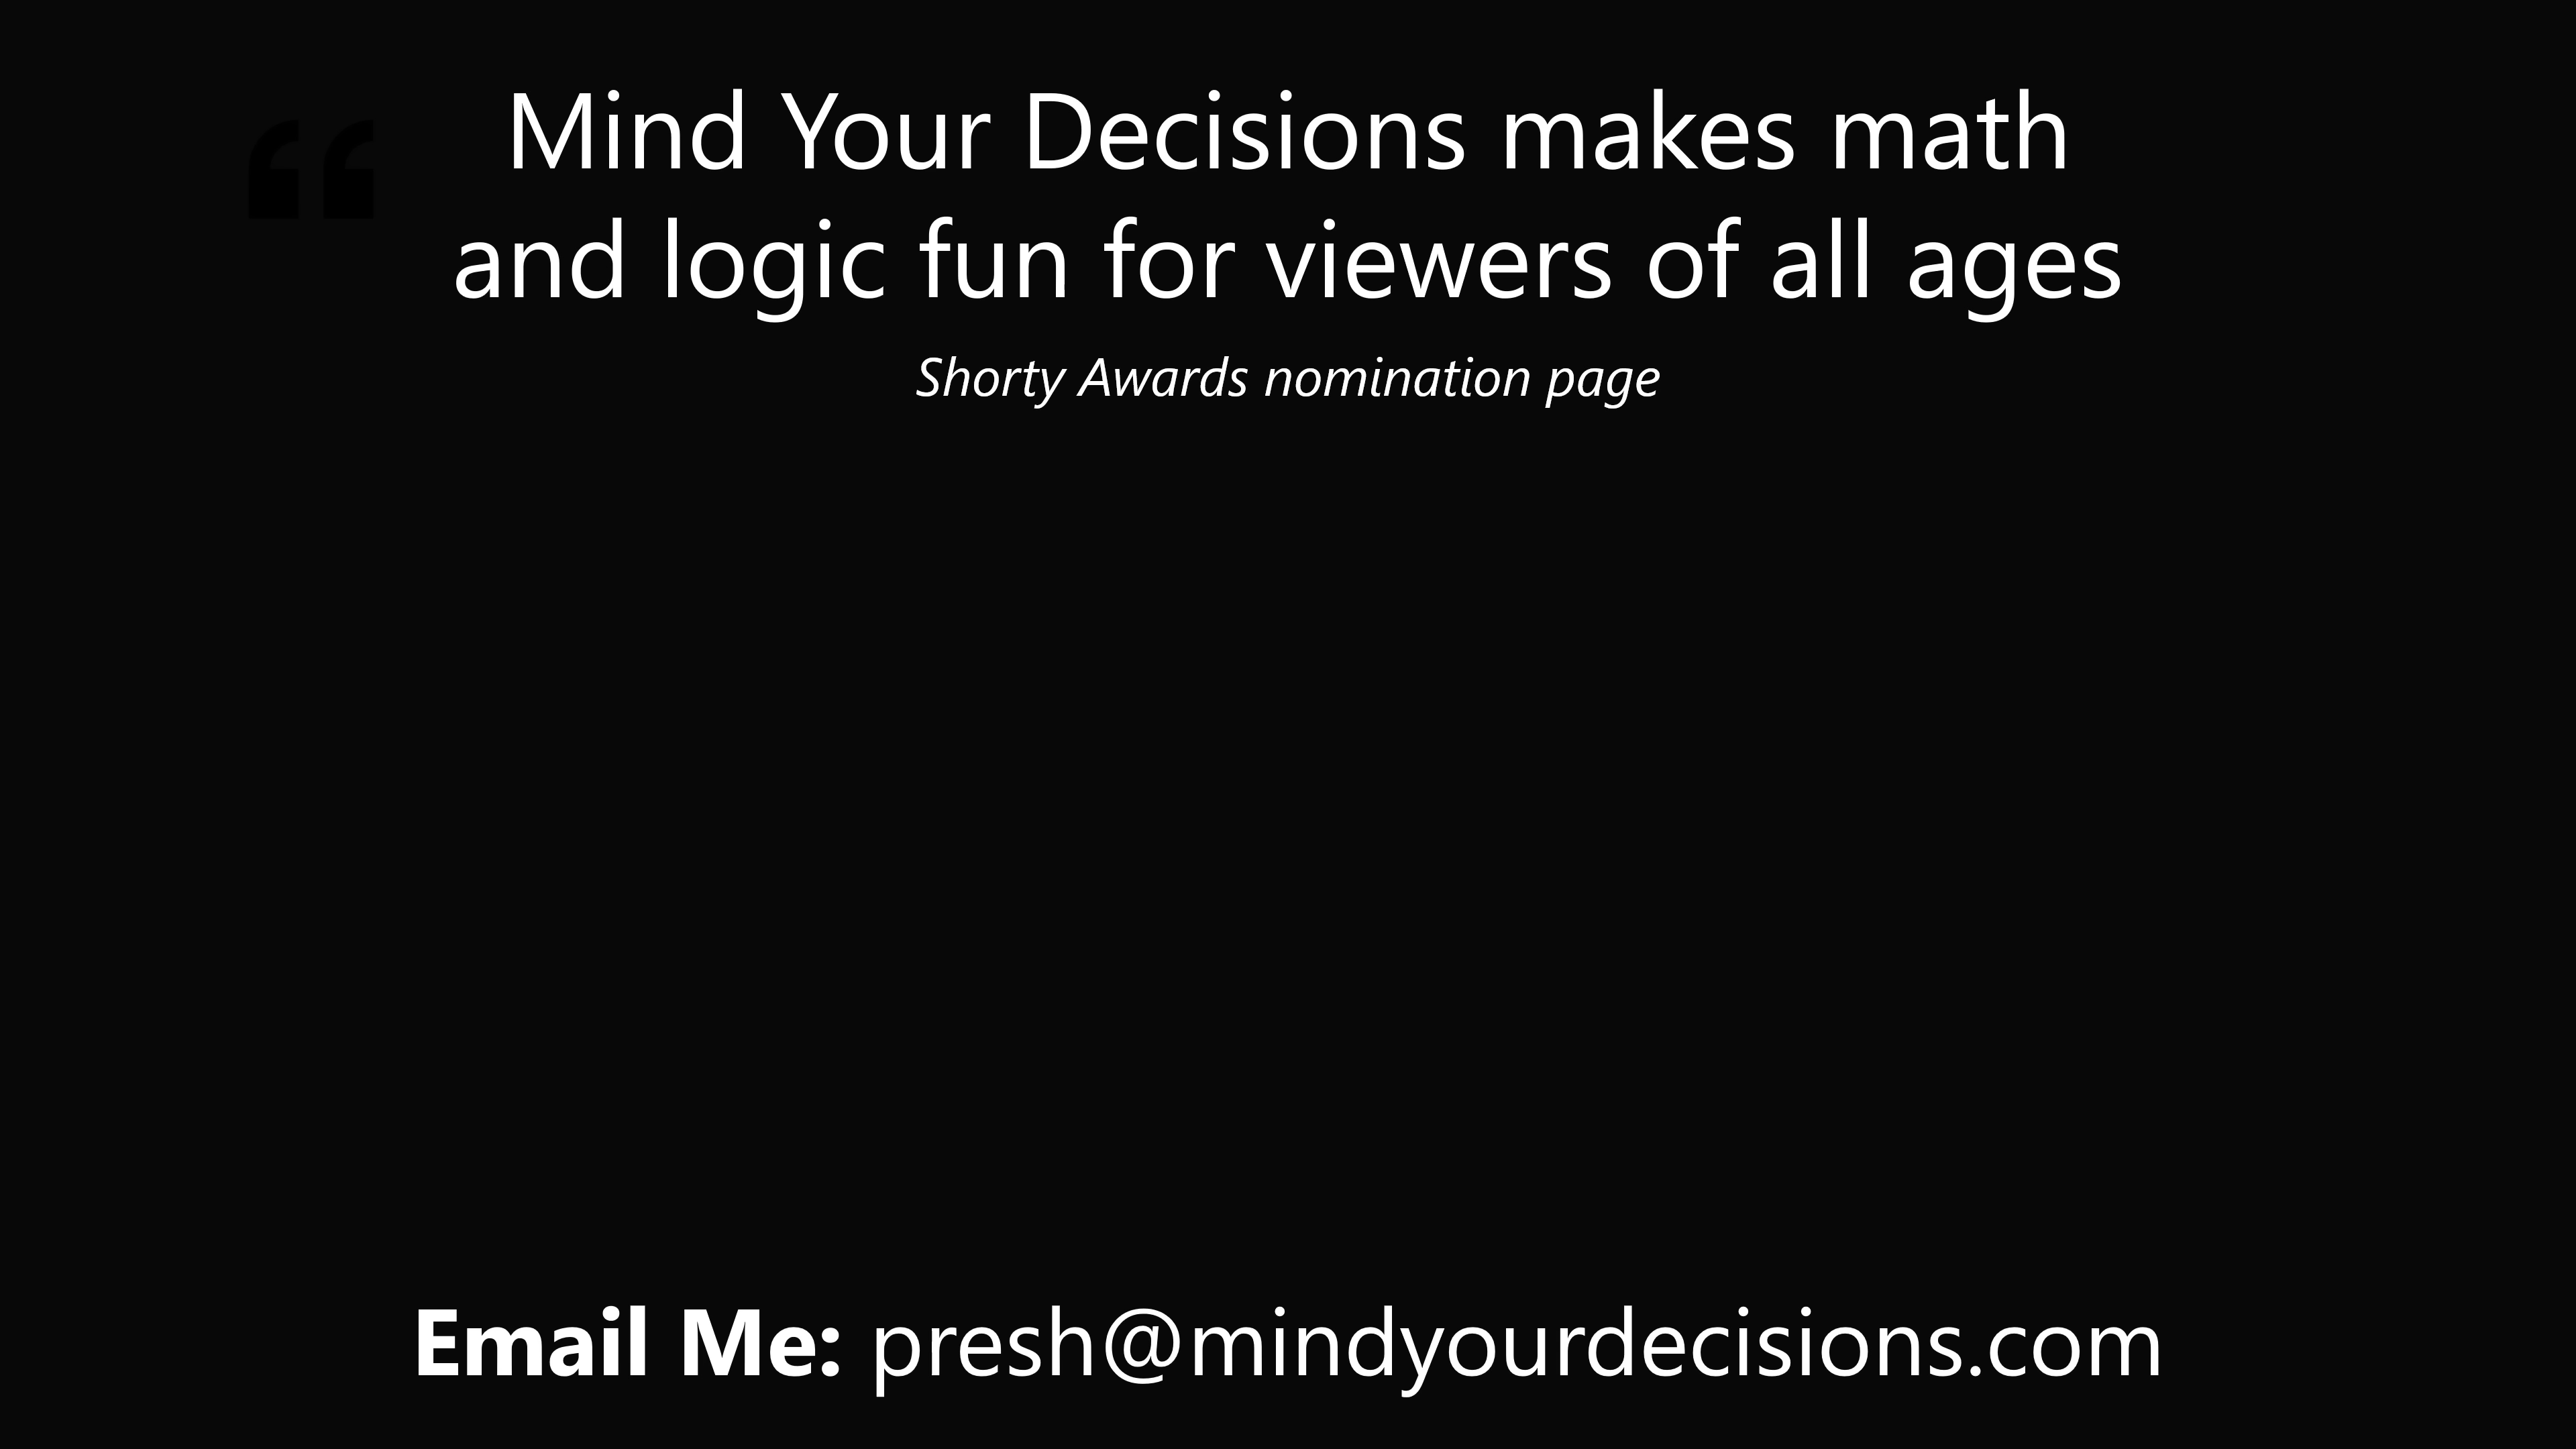 “
Mind Your Decisions makes math
and logic fun for viewers of all ages
Shorty Awards nomination page
Email Me: presh@mindyourdecisions.com